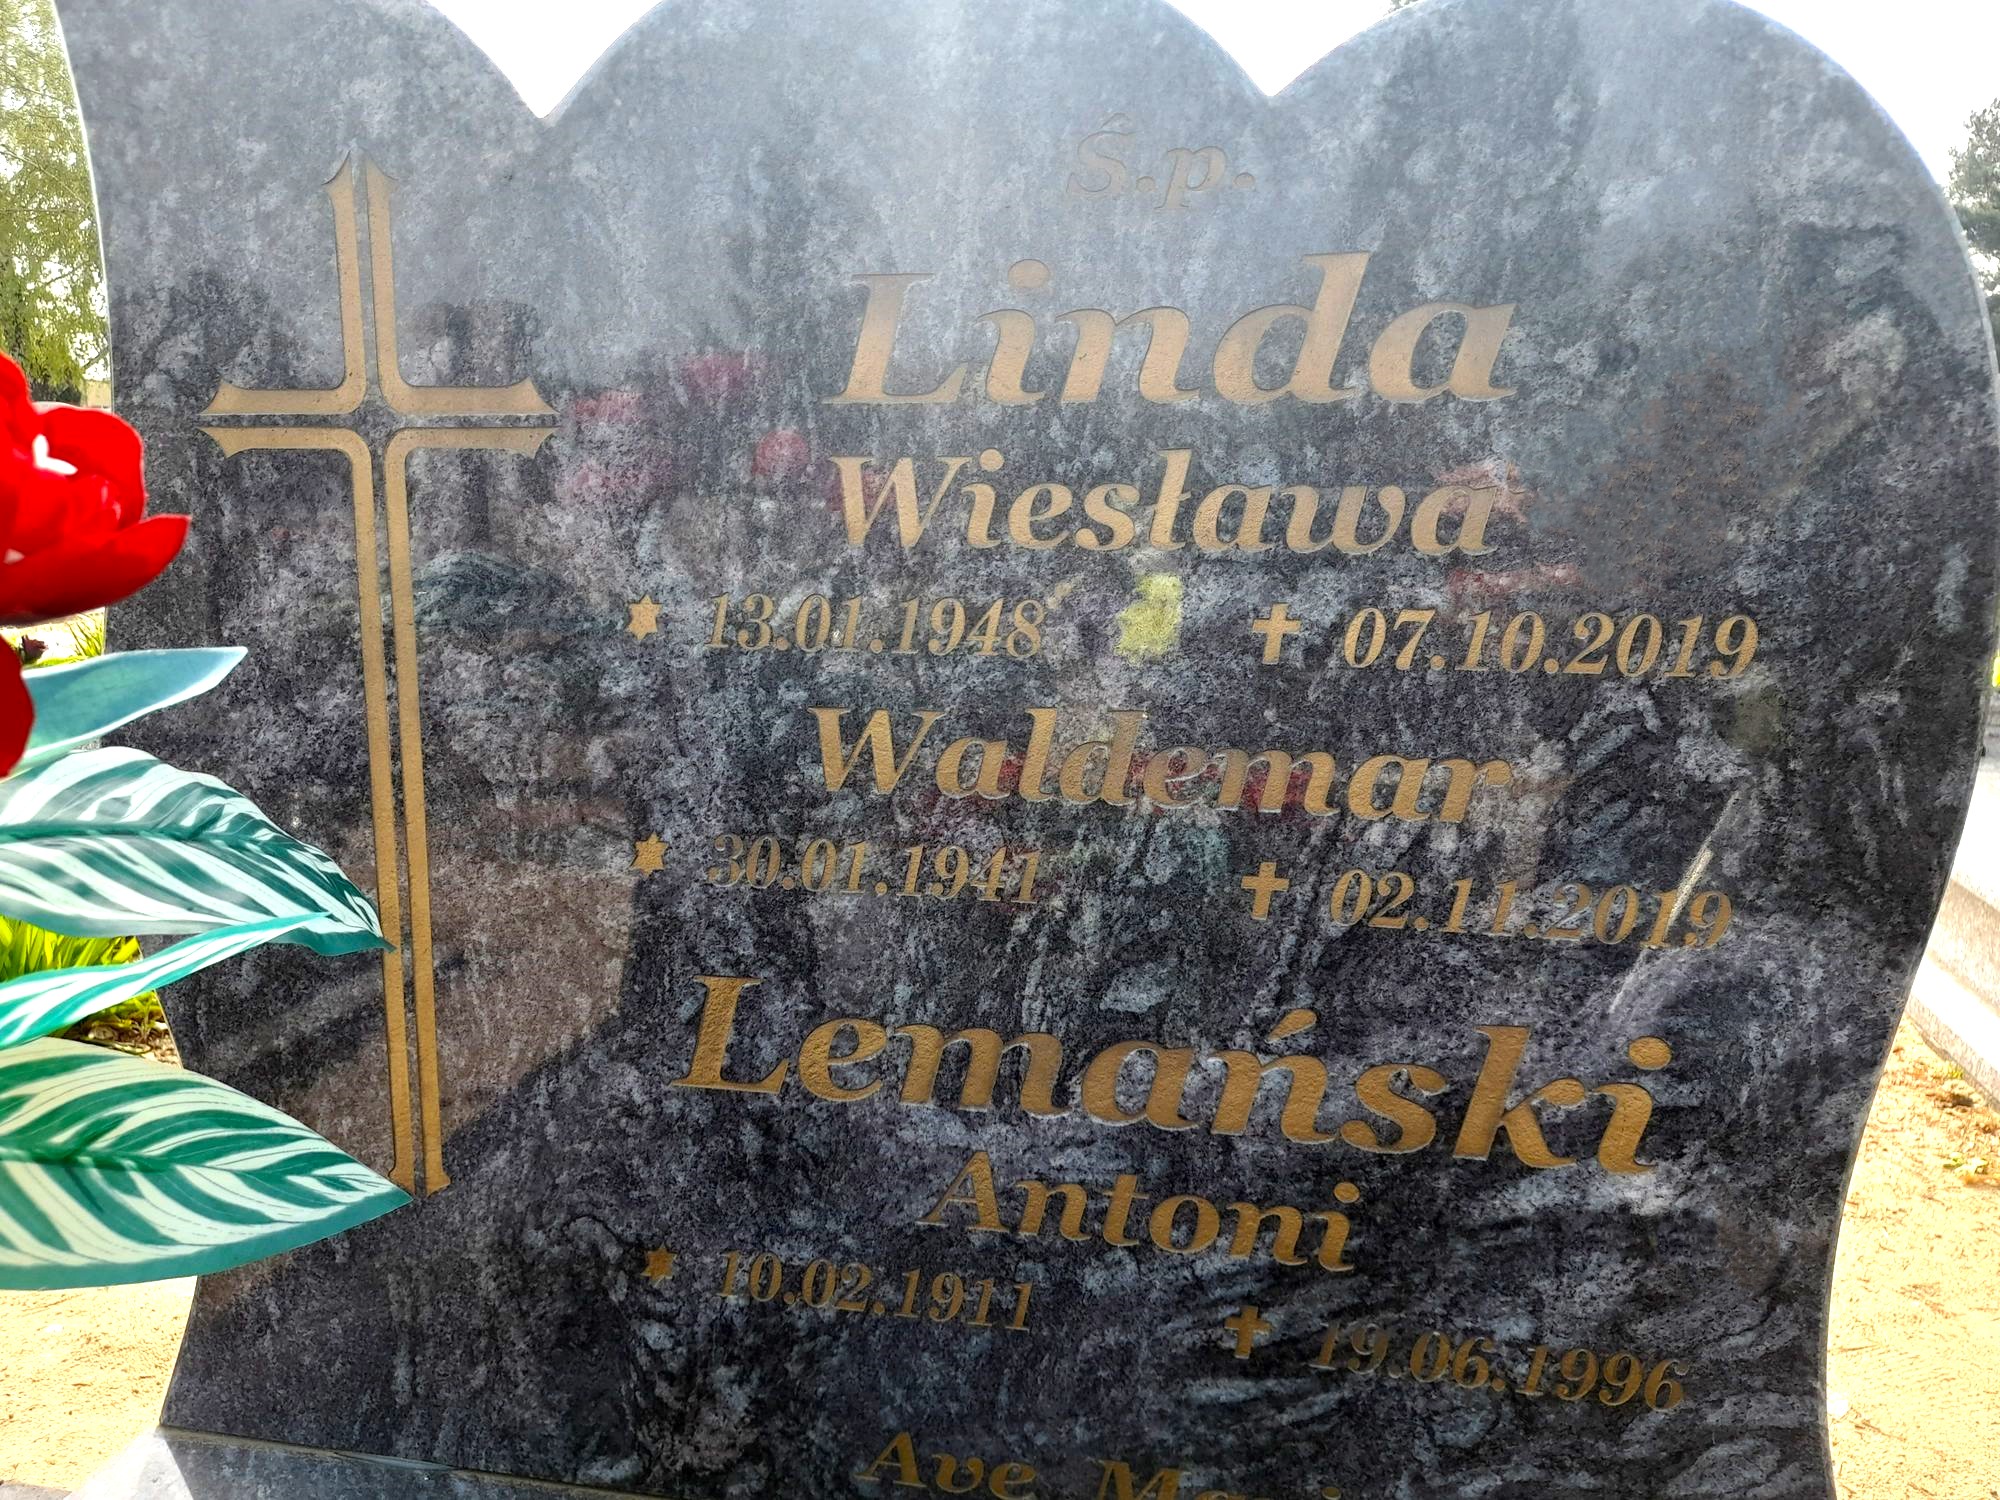 Ś.p.
Linda
Wiesława
★ 13.01.1948 ✝ 07.10.2019
Waldemar
★ 30.01.1941 ✝ 02.11.2019
Lemański
Antoni
★ 10.02.1911 ✝ 19.06.1996
Ave